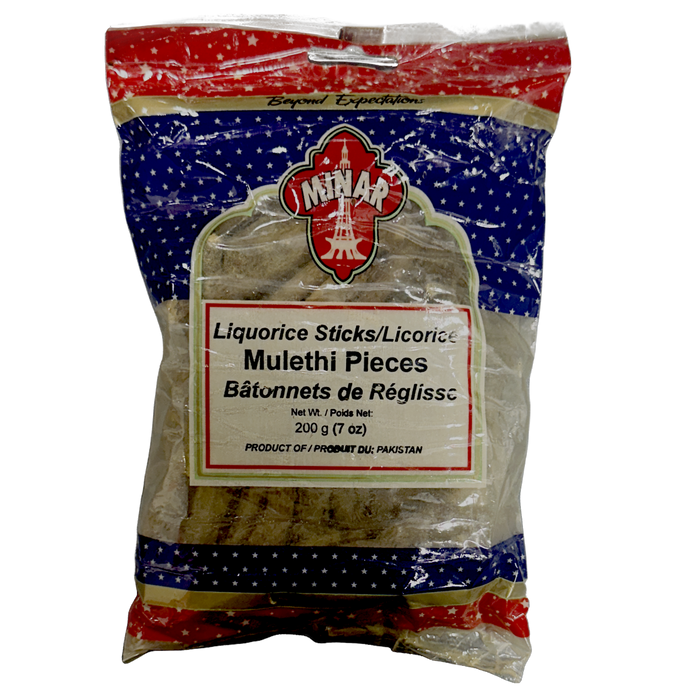 Beyond Expectations
MINAR
Liquorice Sticks/Licorice
Mulethi Pieces
Bâtonnets de Réglisse
Net Wt. / Poids Net:
200 g (7 oz)
PRODUCT OF / PRODUIT DU: PAKISTAN